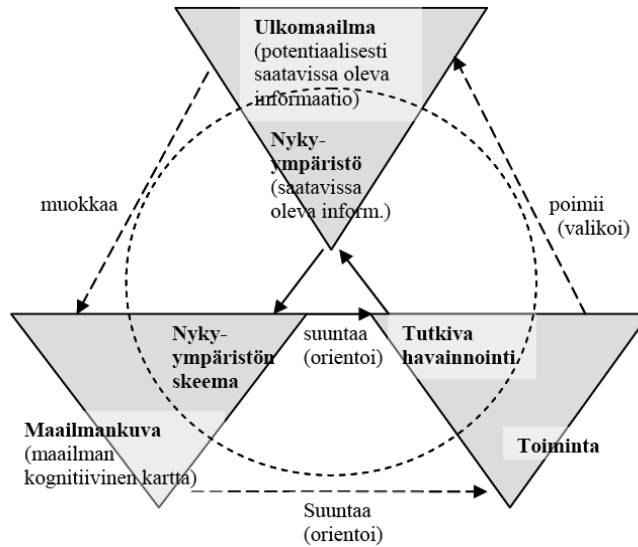 Ulkomaailma
(potentiaalisesti
saatavissa oleva
informaatio)
Nyky-
ympäristö
(saatavissa
oleva inform.)
muokkaa
poimii
(valikoi)
Nyky-
ympäristön
skeema
suuntaa
(orientoi)
Tutkiva
havainnointi
Maailmankuva
(maailman
kognitiivinen kartta)
Toiminta
Suuntaa
(orientoi)